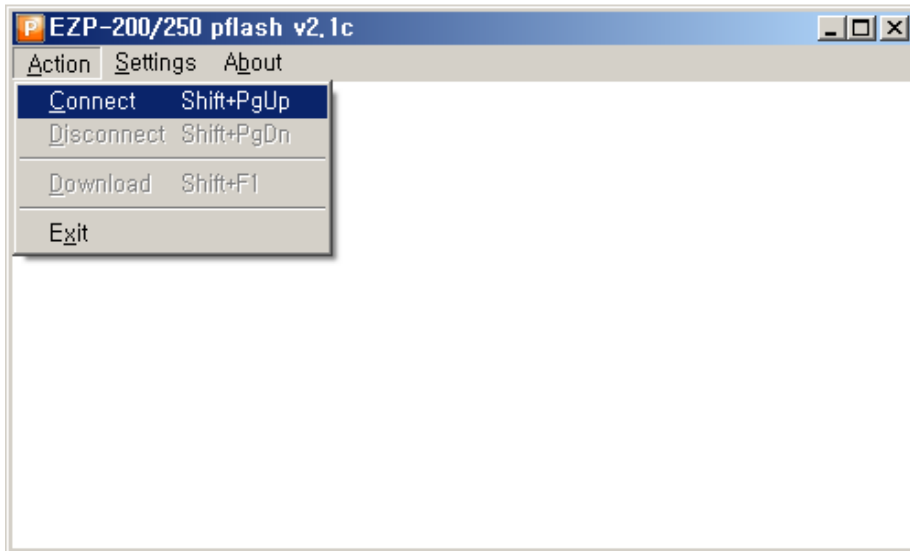 P EZP-200/250 pflash v2.1c
Action Settings About
Connect Shift+PgUp
Disconnect Shift+PgDn
Download Shift+F1
Exit